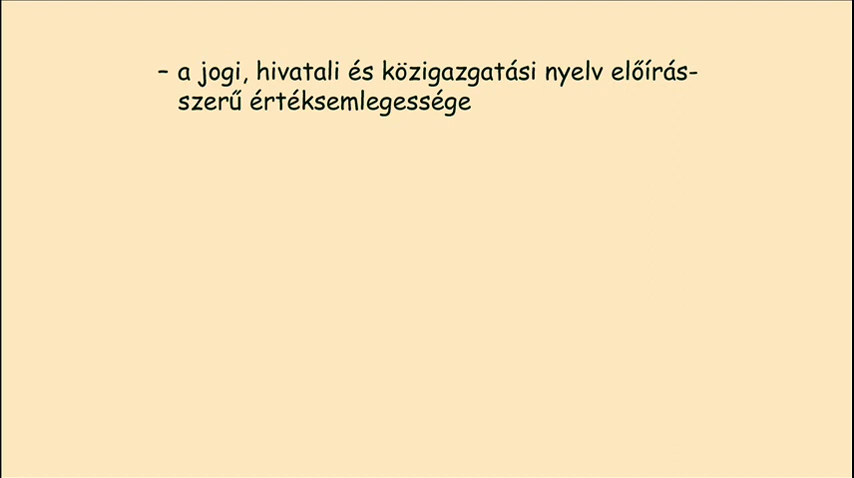 – a jogi, hivatali és közigazgatási nyelv előírás-
szerű értéksemlegessége